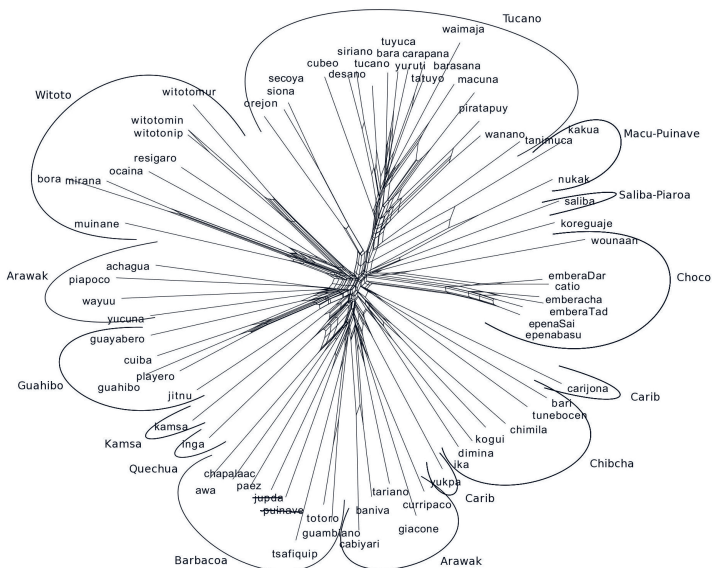 Tucano
waimaja
tuyuca
siriano bara carapana
cubeo tucano yuruti barasana
desano tatuyo
secoya macuna
siona
orejon
piratapuy
wanano
tanimuca
kakua
Macu-Puinave
nukak
Saliba-Piaroa
saliba
koreguaje
wounaan
Choco
emberaDar
catio
emberacha
emberaTad
epenaSai
epenabasu
Witoto
witotomur
witotomin
witotonip
resigaro
ocaina
bora mirana
muinane
Arawak
achagua
piapoco
wayuu
yucuna
guayabero
cuiba
playero
Guahibo
guahibo
jitnu
Kamsa
kamsa
Quechua
inga
chapalaac
awa
paez
jupda
puinave
totoro
guambiano
Barbacoa
tsafiquip
cabiyari
baniva
tariano
curripaco
giacone
Arawak
yukpa
Carib
ika
dimina
kogui
chimila
tunebocen
bari
Chibcha
carijona
Carib